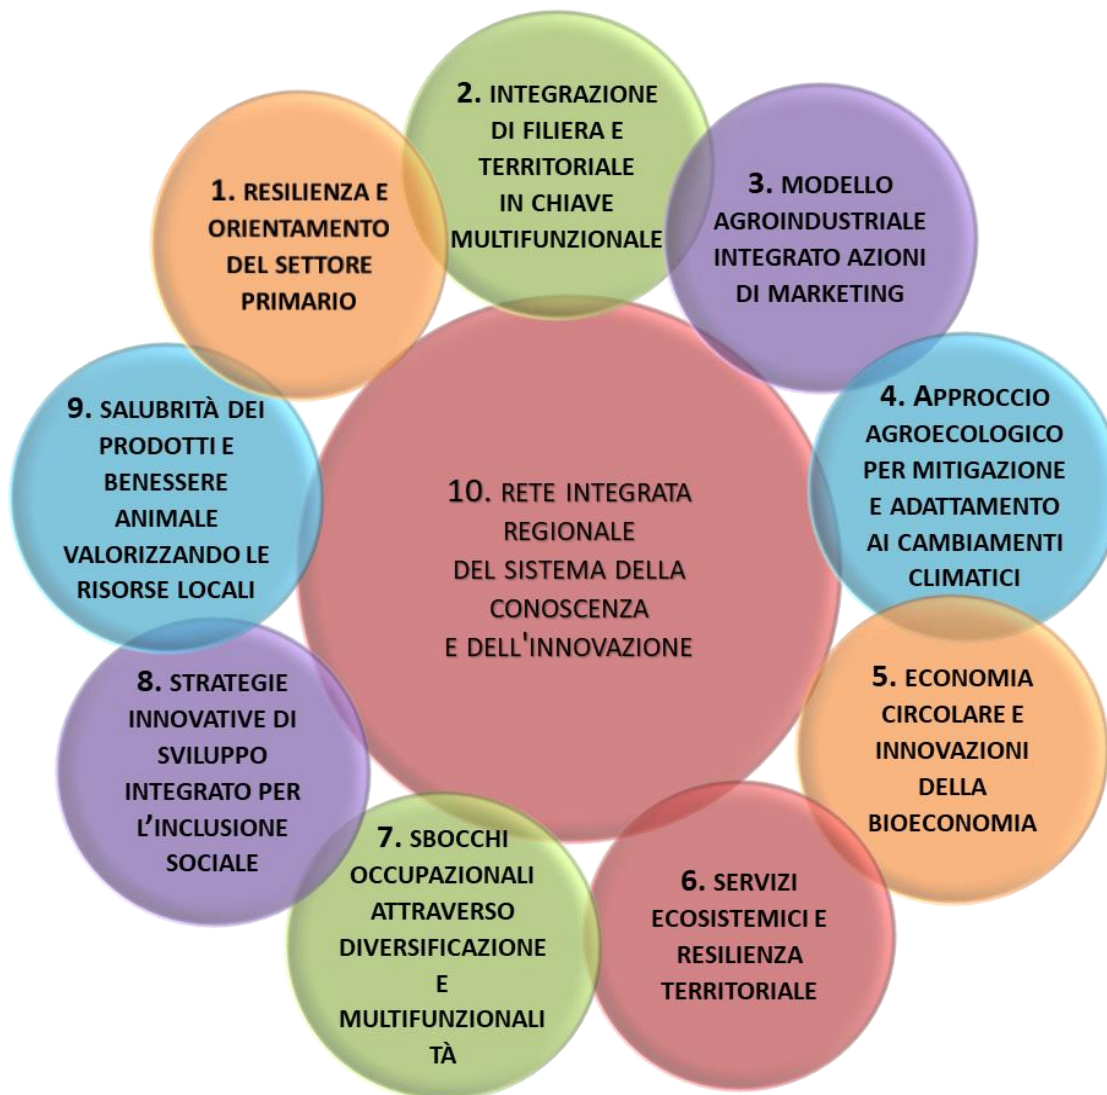 1. RESILIENZA E
ORIENTAMENTO
DEL SETTORE
PRIMARIO
2. INTEGRAZIONE
DI FILIERA E
TERRITORIALE
IN CHIAVE
MULTIFUNZIONALE
3. MODELLO
AGROINDUSTRIALE
INTEGRATO AZIONI
DI MARKETING
4. APPROCCIO
AGROECOLOGICO
PER MITIGAZIONE
E ADATTAMENTO
AI CAMBIAMENTI
CLIMATICI
5. ECONOMIA
CIRCOLARE E
INNOVAZIONI
DELLA
BIOECONOMIA
6. SERVIZI
ECOSISTEMICI E
RESILIENZA
TERRITORIALE
7. SBOCCHI
OCCUPAZIONALI
ATTRAVERSO
DIVERSIFICAZIONE
E
MULTIFUNZIONALI
TÀ
8. STRATEGIE
INNOVATIVE DI
SVILUPPO
INTEGRATO PER
L'INCLUSIONE
SOCIALE
9. SALUBRITÀ DEI
PRODOTTI E
BENESSERE
ANIMALE
VALORIZZANDO LE
RISORSE LOCALI
10. RETE INTEGRATA
REGIONALE
DEL SISTEMA DELLA
CONOSCENZA
E DELL'INNOVAZIONE